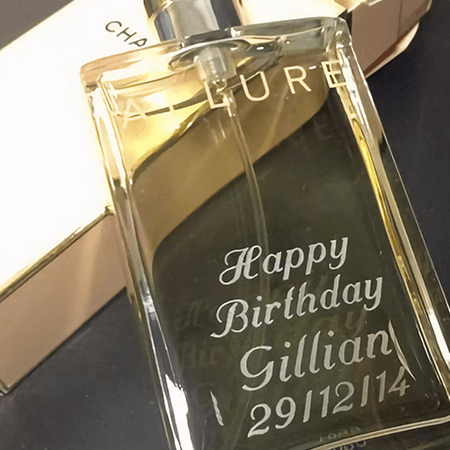 CHA
ALLURE
Happy
Birthday
Gillian
29/12/14